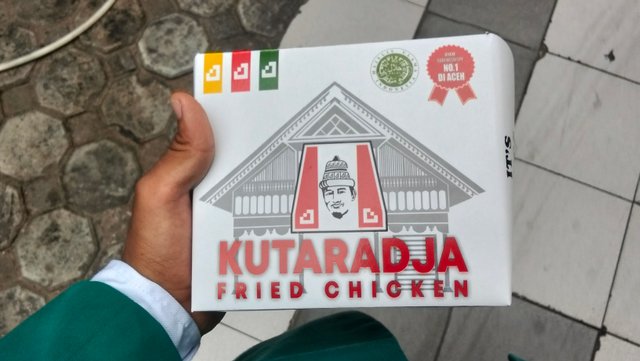 NO.1
DI ACEH
IT'S
KUTARADJA
FRIED CHICKEN